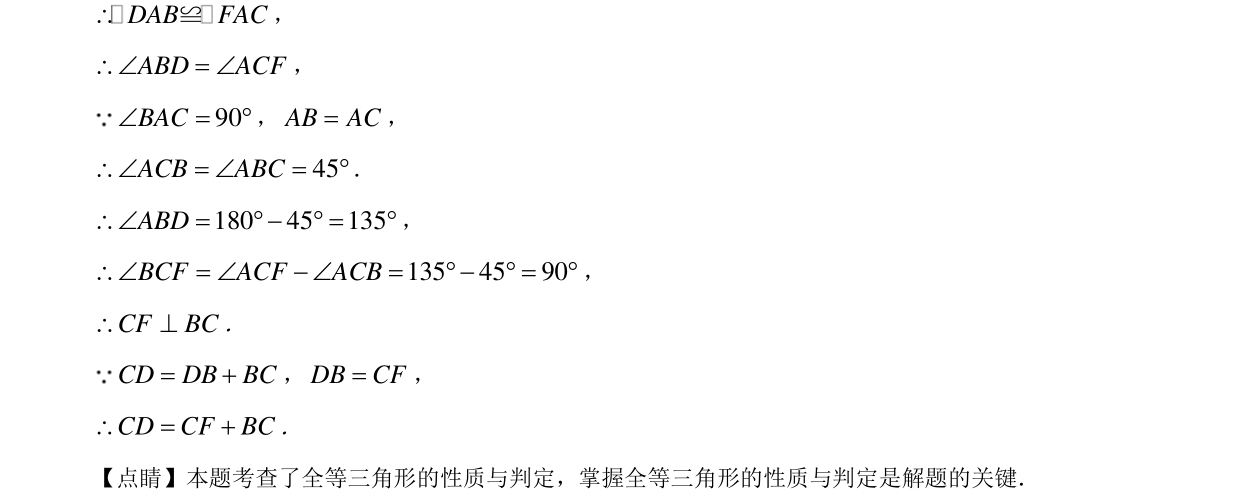 ∴□DAB≌□FAC，
∴∠ABD=∠ACF，
∵∠BAC=90°，AB=AC，
∴∠ACB=∠ABC=45°．
∴∠ABD=180°−45°=135°，
∴∠BCF=∠ACF−∠ACB=135°−45°=90°，
∴CF⊥BC．
∵CD=DB+BC，DB=CF，
∴CD=CF+BC．
【点睛】本题考查了全等三角形的性质与判定，掌握全等三角形的性质与判定是解题的关键．